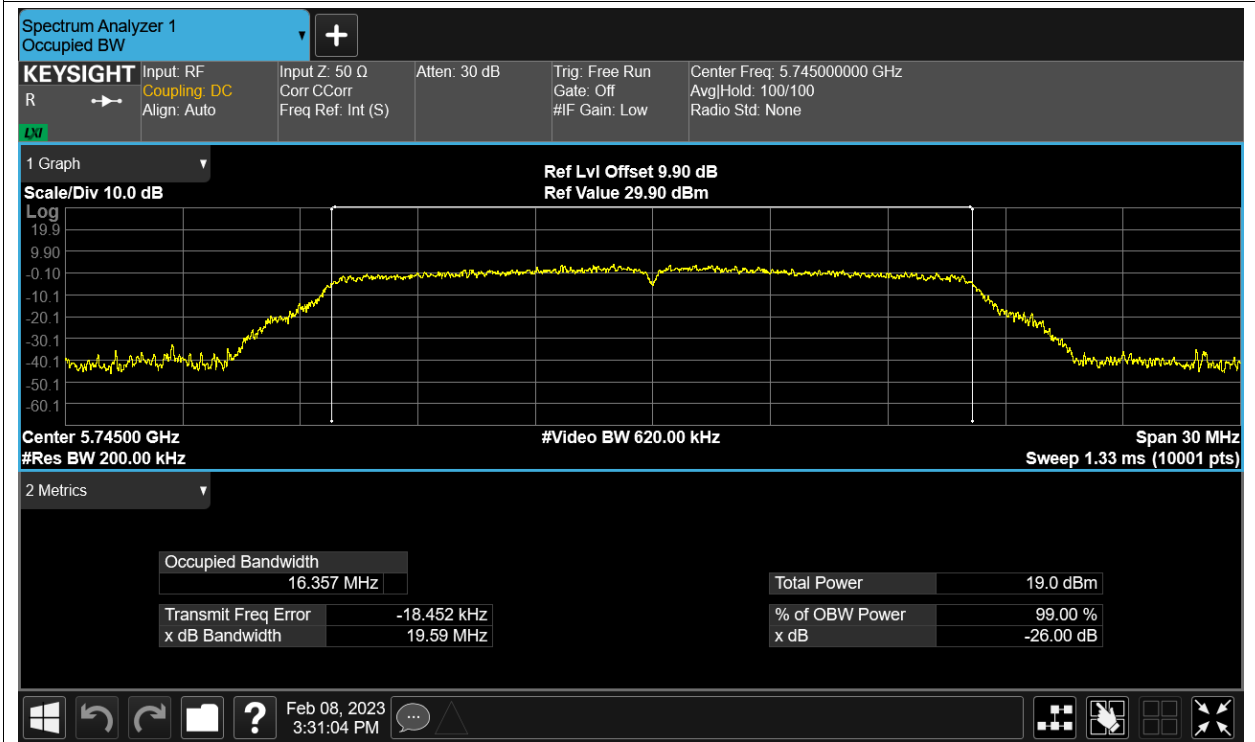 Spectrum Analyzer 1
Occupied BW
KEYSIGHT
R
LXI
Input: RF
Coupling: DC
Align: Auto
Input Z: 50 Ω
Corr CCorr
Freq Ref: Int (S)
Atten: 30 dB
Trig: Free Run
Gate: Off
#IF Gain: Low
Center Freq: 5.745000000 GHz
Avg|Hold: 100/100
Radio Std: None
1 Graph
Scale/Div 10.0 dB
Ref Lvl Offset 9.90 dB
Ref Value 29.90 dBm
Log
19.9
9.90
-0.10
-10.1
-20.1
-30.1
-40.1
-50.1
-60.1
Center 5.74500 GHz
#Video BW 620.00 kHz
Span 30 MHz
#Res BW 200.00 kHz
Sweep 1.33 ms (10001 pts)
2 Metrics
Occupied Bandwidth
16.357 MHz
Total Power 19.0 dBm
Transmit Freq Error -18.452 kHz
% of OBW Power 99.00 %
x dB Bandwidth 19.59 MHz
x dB -26.00 dB
?
Feb 08, 2023
3:31:04 PM